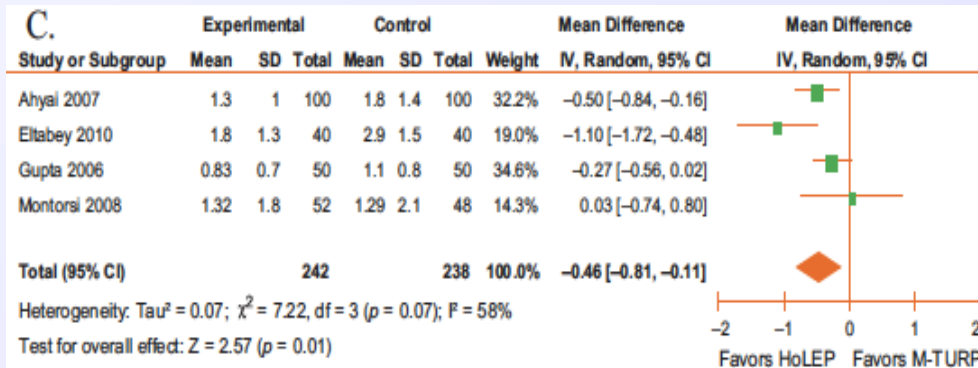 C.
Experimental Control Mean Difference Mean Difference
Study or Subgroup Mean SD Total Mean SD Total Weight IV, Random, 95% CI IV, Random, 95% CI
Ahyai 2007 1.3 1 100 1.8 1.4 100 32.2% −0.50 [−0.84, −0.16]
Eltabey 2010 1.8 1.3 40 2.9 1.5 40 19.0% −1.10 [−1.72, −0.48]
Gupta 2006 0.83 0.7 50 1.1 0.8 50 34.6% −0.27 [−0.56, 0.02]
Montorsi 2008 1.32 1.8 52 1.29 2.1 48 14.3% 0.03 [−0.74, 0.80]
Total (95% CI) 242 238 100.0% −0.46 [−0.81, −0.11]
Heterogeneity: Tau² = 0.07; χ² = 7.22, df = 3 (p = 0.07); I² = 58%
Test for overall effect: Z = 2.57 (p = 0.01)
−2 −1 0 1 2
Favors HoLEP Favors M-TURP